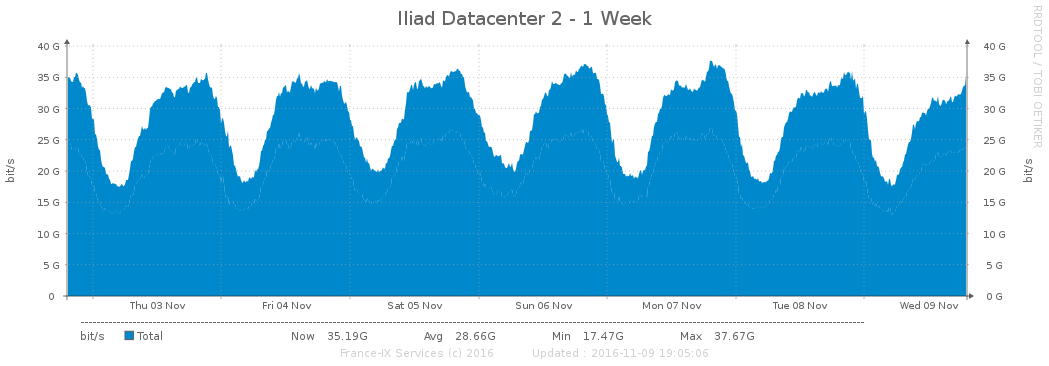 Iliad Datacenter 2 - 1 Week
RRDTOOL / TOBI OETIKER
40 G 40 G
35 G 35 G
30 G 30 G
25 G 25 G
20 G 20 G
15 G 15 G
10 G 10 G
5 G 5 G
0 0 G
bit/s
bit/s
Thu 03 Nov Fri 04 Nov Sat 05 Nov Sun 06 Nov Mon 07 Nov Tue 08 Nov Wed 09 Nov
bit/s Total Now 35.19G Avg 28.66G Min 17.47G Max 37.67G
France-IX Services (c) 2016 Updated : 2016-11-09 19:05:06